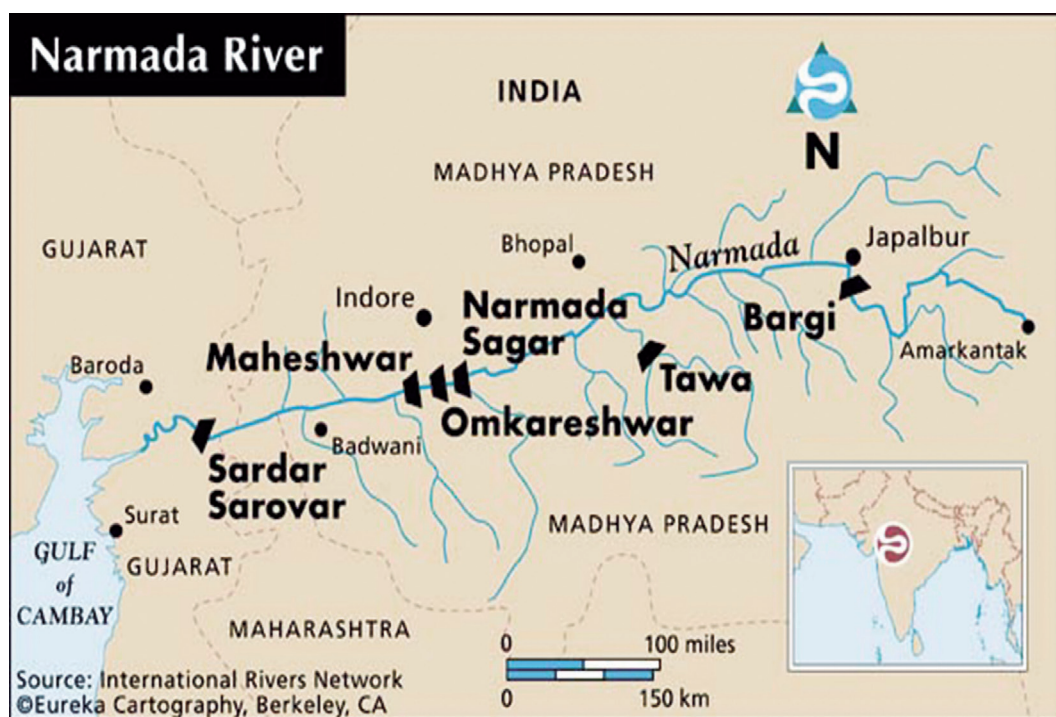 Narmada River
INDIA
N
MADHYA PRADESH
GUJARAT
Bhopal
Narmada
Japalbur
Indore
Narmada
Sagar
Bargi
Maheshwar
Amarkantak
Baroda
Tawa
Omkareshwar
Badwani
Sardar
Sarovar
Surat
MADHYA PRADESH
GULF
of
CAMBAY
GUJARAT
MAHARASHTRA
0 100 miles
0 150 km
Source: International Rivers Network
©Eureka Cartography, Berkeley, CA